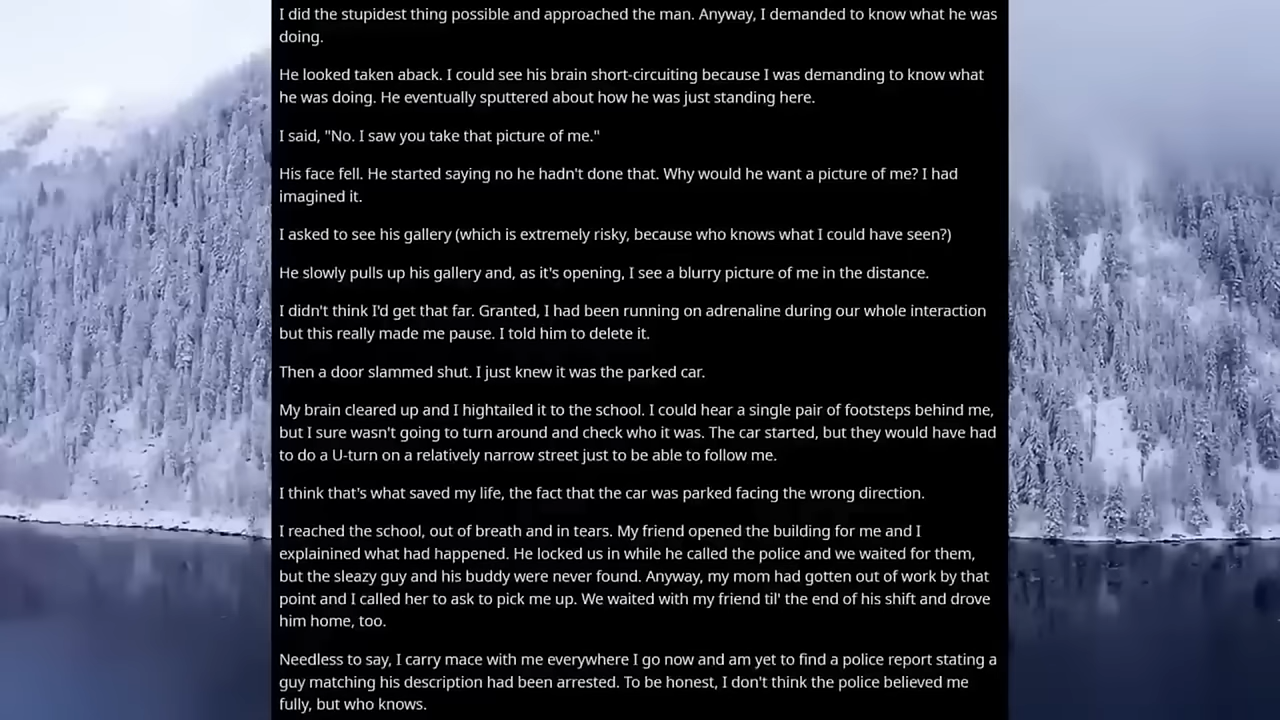 I did the stupidest thing possible and approached the man. Anyway, I demanded to know what he was
doing.
He looked taken aback. I could see his brain short-circuiting because I was demanding to know what
he was doing. He eventually sputtered about how he was just standing here.
I said, "No. I saw you take that picture of me."
His face fell. He started saying no he hadn't done that. Why would he want a picture of me? I had
imagined it.
I asked to see his gallery (which is extremely risky, because who knows what I could have seen?)
He slowly pulls up his gallery and, as it's opening, I see a blurry picture of me in the distance.
I didn't think I'd get that far. Granted, I had been running on adrenaline during our whole interaction
but this really made me pause. I told him to delete it.
Then a door slammed shut. I just knew it was the parked car.
My brain cleared up and I hightailed it to the school. I could hear a single pair of footsteps behind me,
but I sure wasn't going to turn around and check who it was. The car started, but they would have had
to do a U-turn on a relatively narrow street just to be able to follow me.
I think that's what saved my life, the fact that the car was parked facing the wrong direction.
I reached the school, out of breath and in tears. My friend opened the building for me and I
explainined what had happened. He locked us in while he called the police and we waited for them,
but the sleazy guy and his buddy were never found. Anyway, my mom had gotten out of work by that
point and I called her to ask to pick me up. We waited with my friend til' the end of his shift and drove
him home, too.
Needless to say, I carry mace with me everywhere I go now and am yet to find a police report stating a
guy matching his description had been arrested. To be honest, I don't think the police believed me
fully, but who knows.